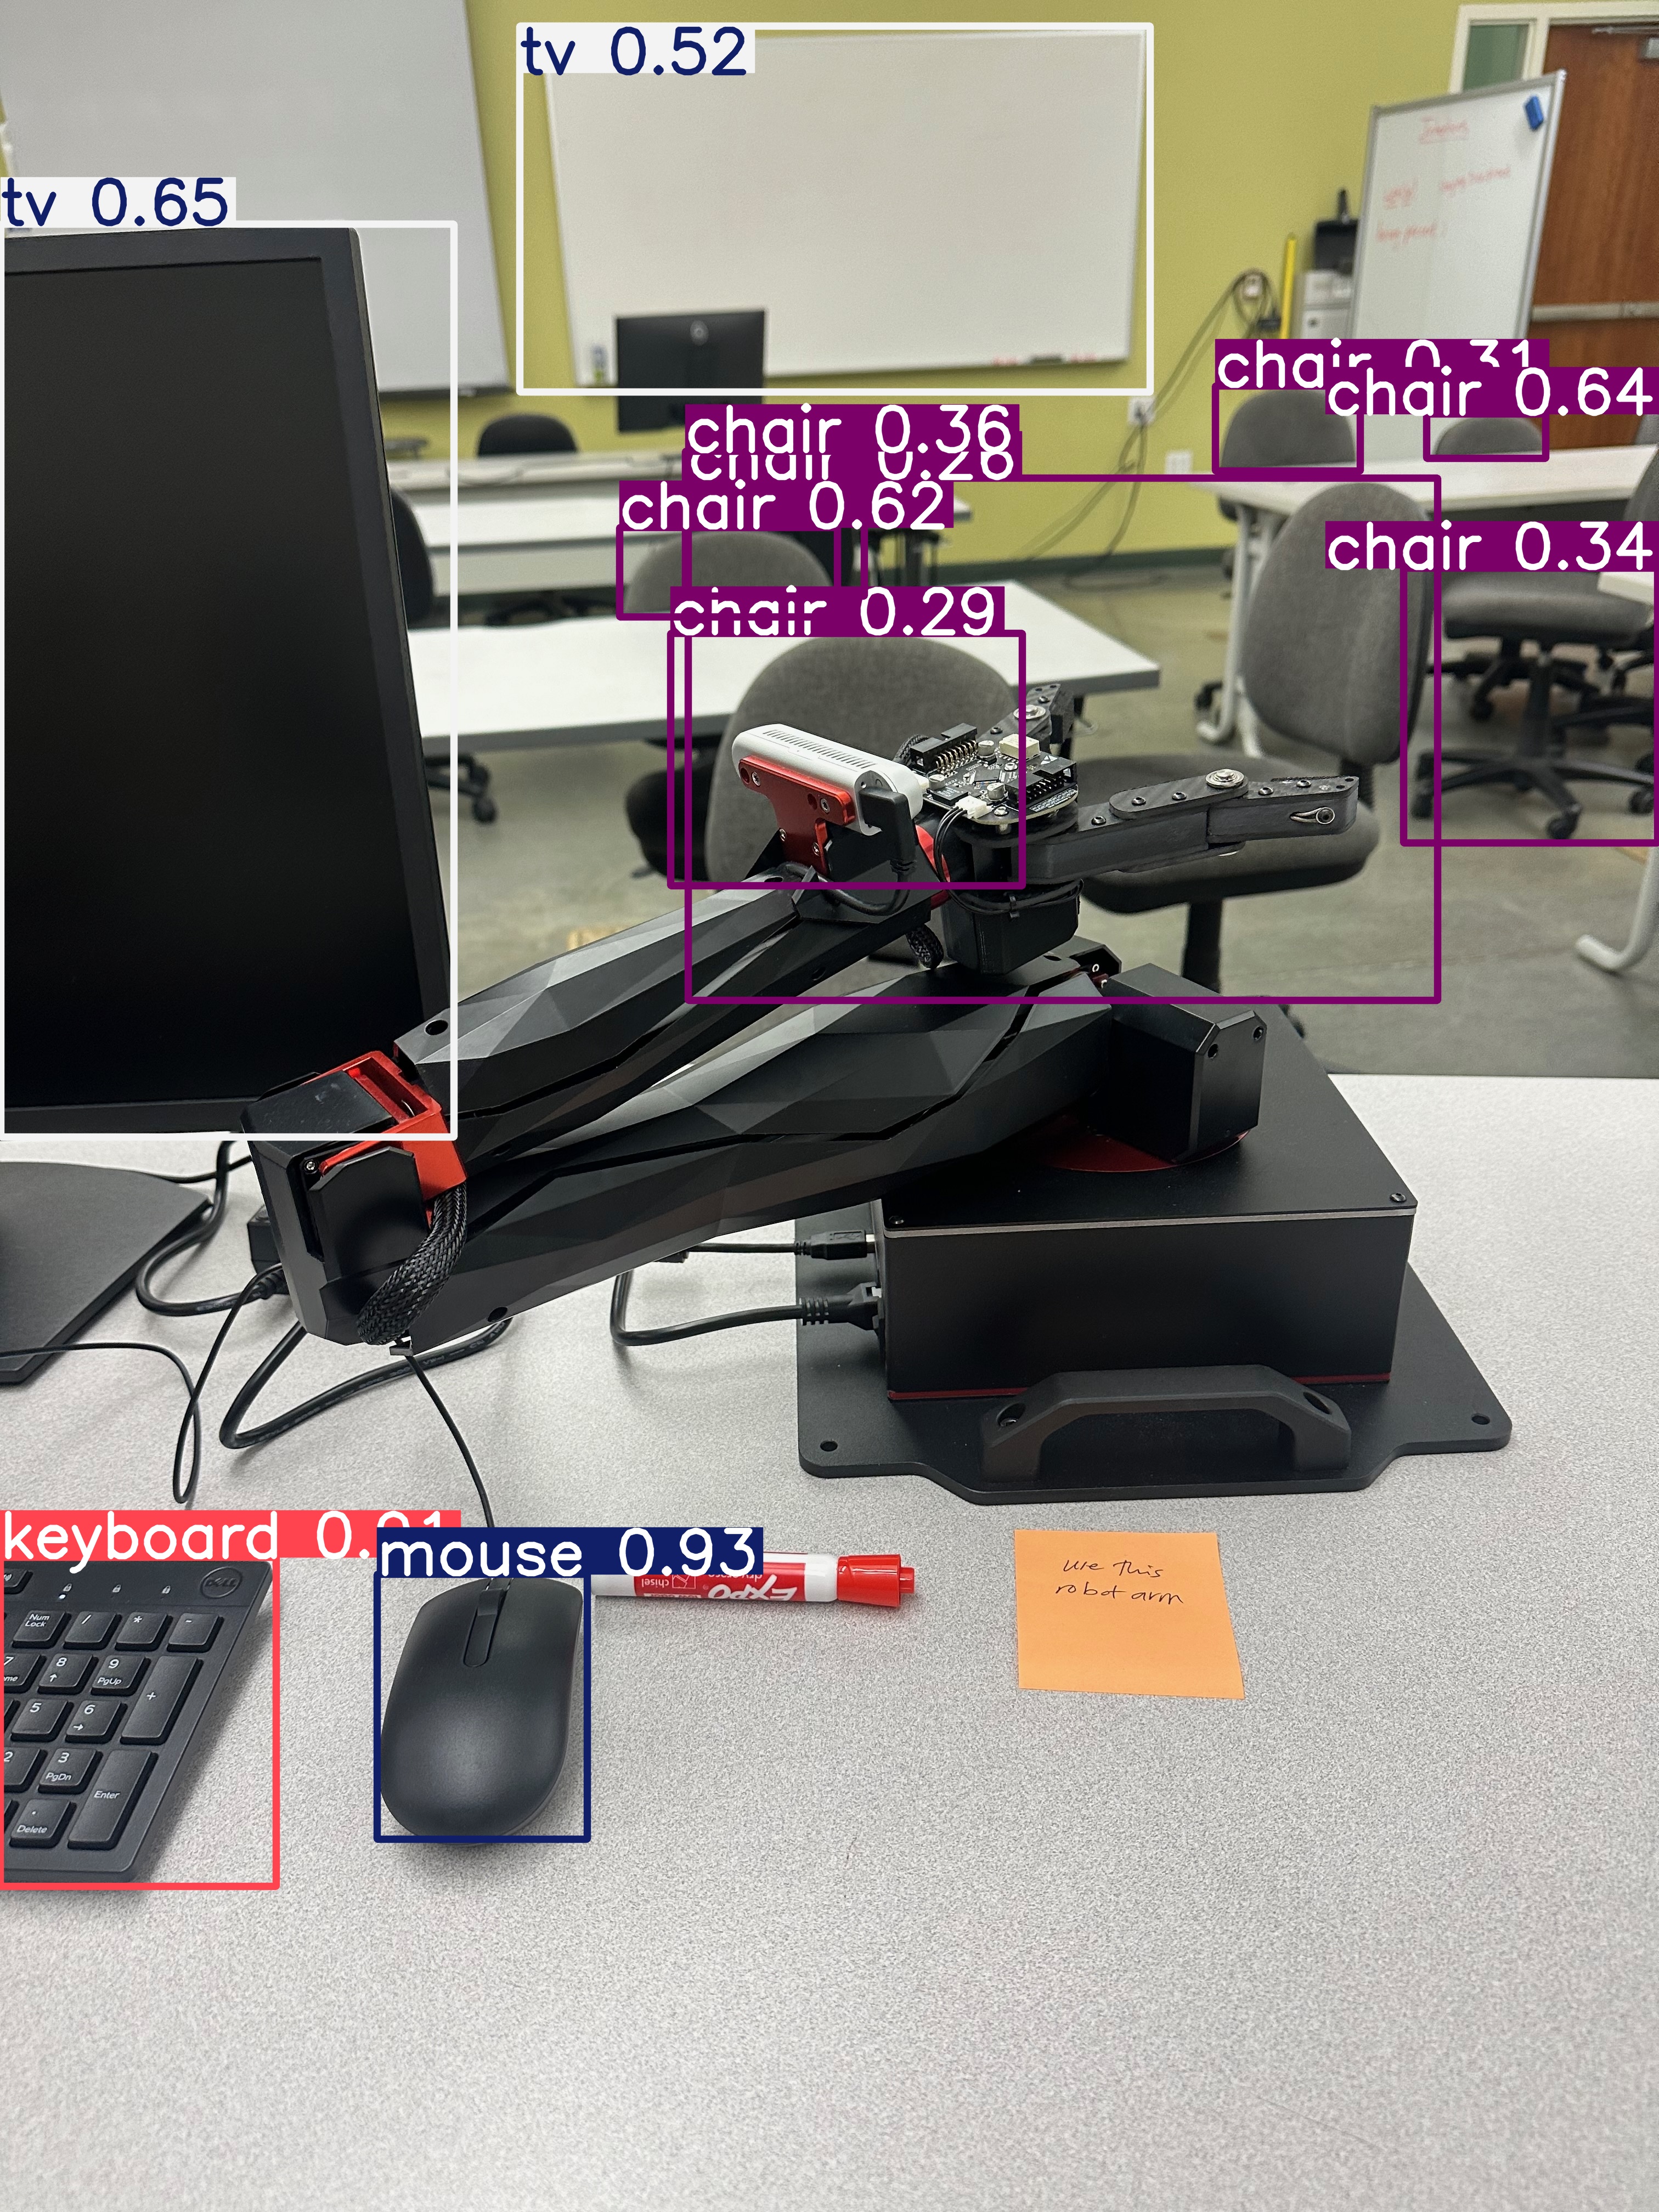 tv 0.52
tv 0.65
chair 0.31
chair 0.64
chair 0.36
chair 0.26
chair 0.62
chair 0.34
chair 0.29
keyboard 0.91
mouse 0.93
EXPO
chisel
use this
robot arm
DELL
Num
Lock
/
*
-
7
8
9
PgUp
+
5
6
2
3
PgDn
Enter
.
Delete